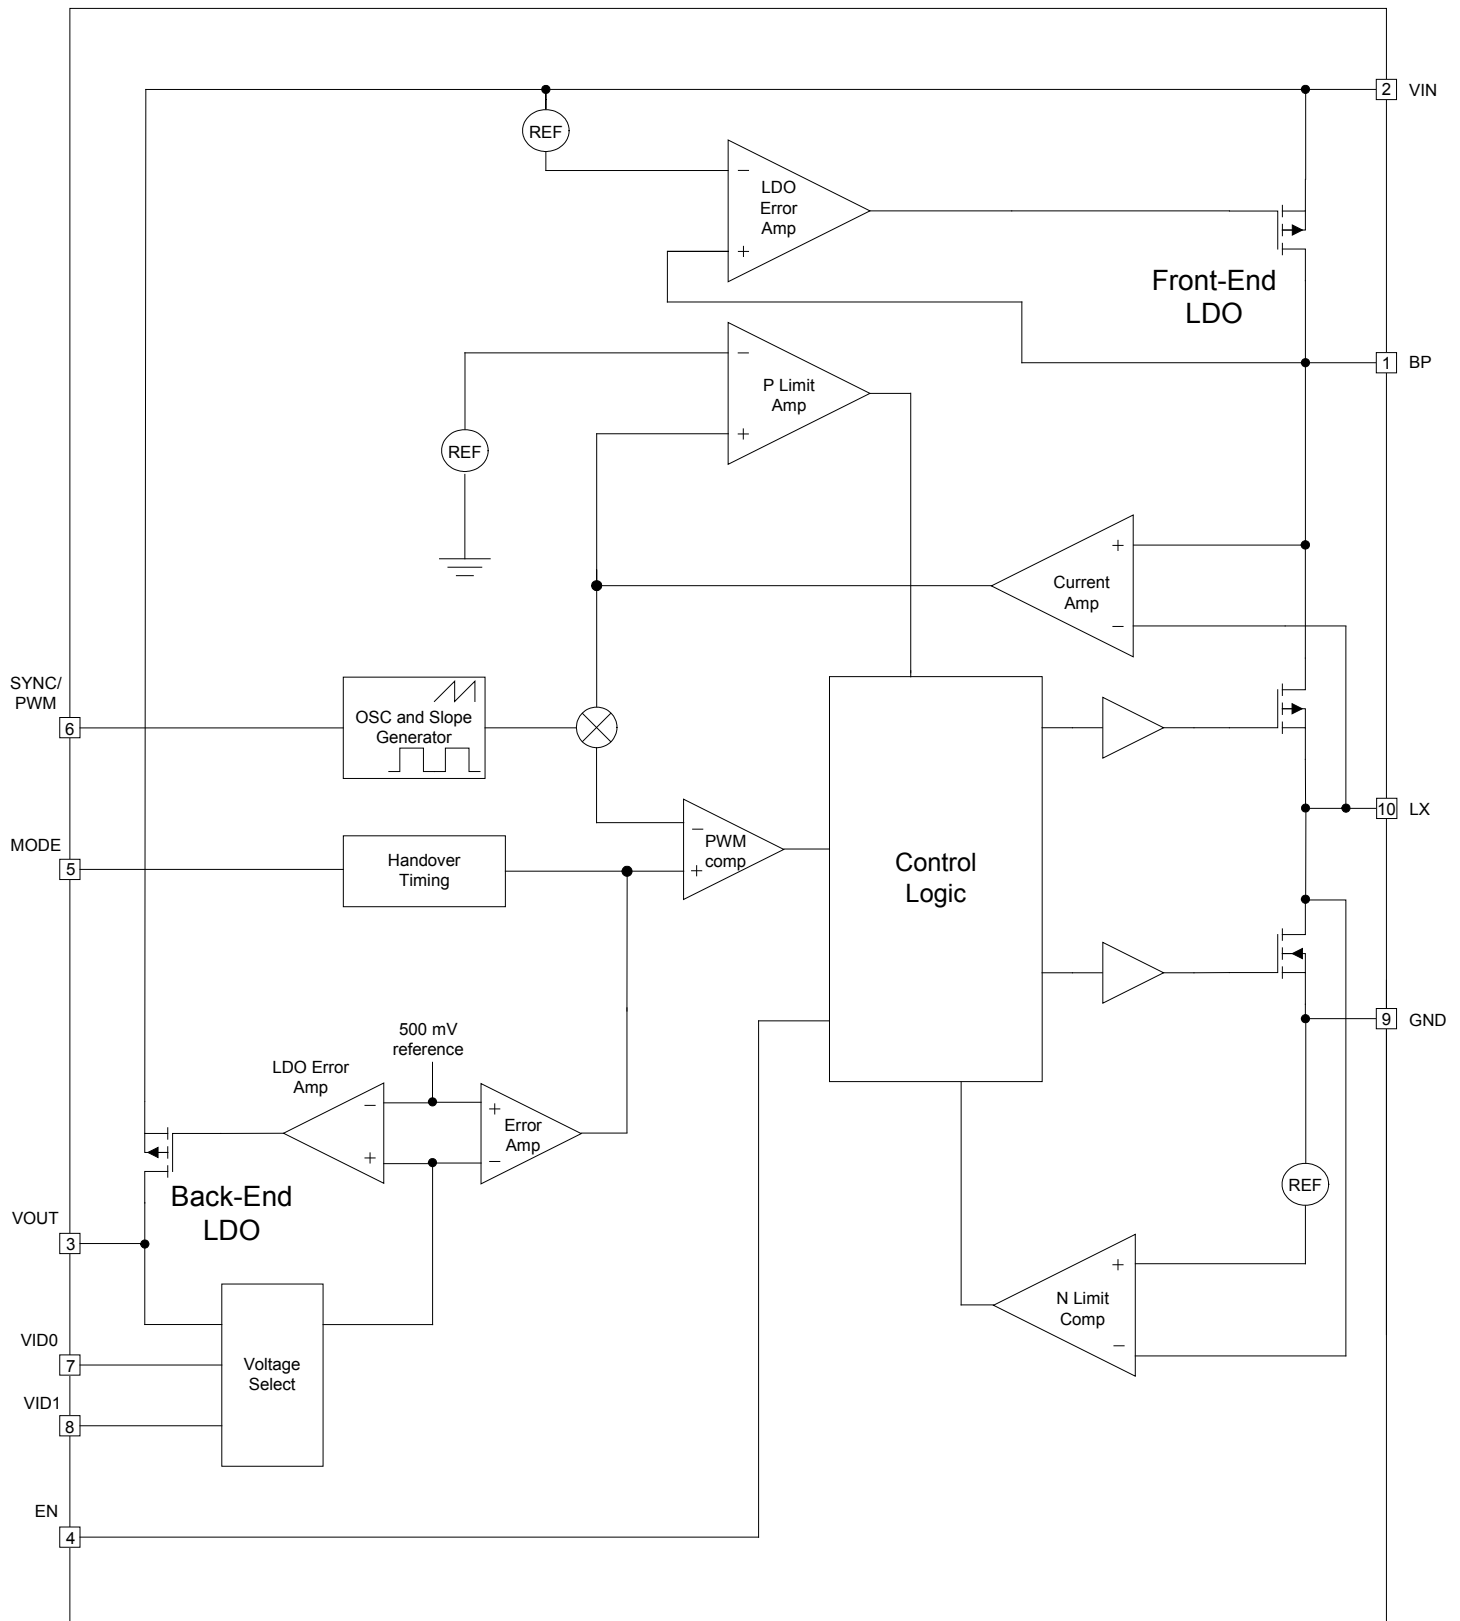 2 VIN
REF
−
LDO
Error
Amp
+
Front-End
LDO
1 BP
−
P Limit
Amp
+
REF
+
Current
Amp
−
SYNC/
PWM
6
OSC and Slope
Generator
10 LX
MODE
5
Handover
Timing
−
PWM
comp
+
Control
Logic
9 GND
500 mV
reference
LDO Error
Amp
−
+
+
Error
Amp
−
REF
Back-End
LDO
VOUT
3
+
N Limit
Comp
−
VID0
7
Voltage
Select
VID1
8
EN
4